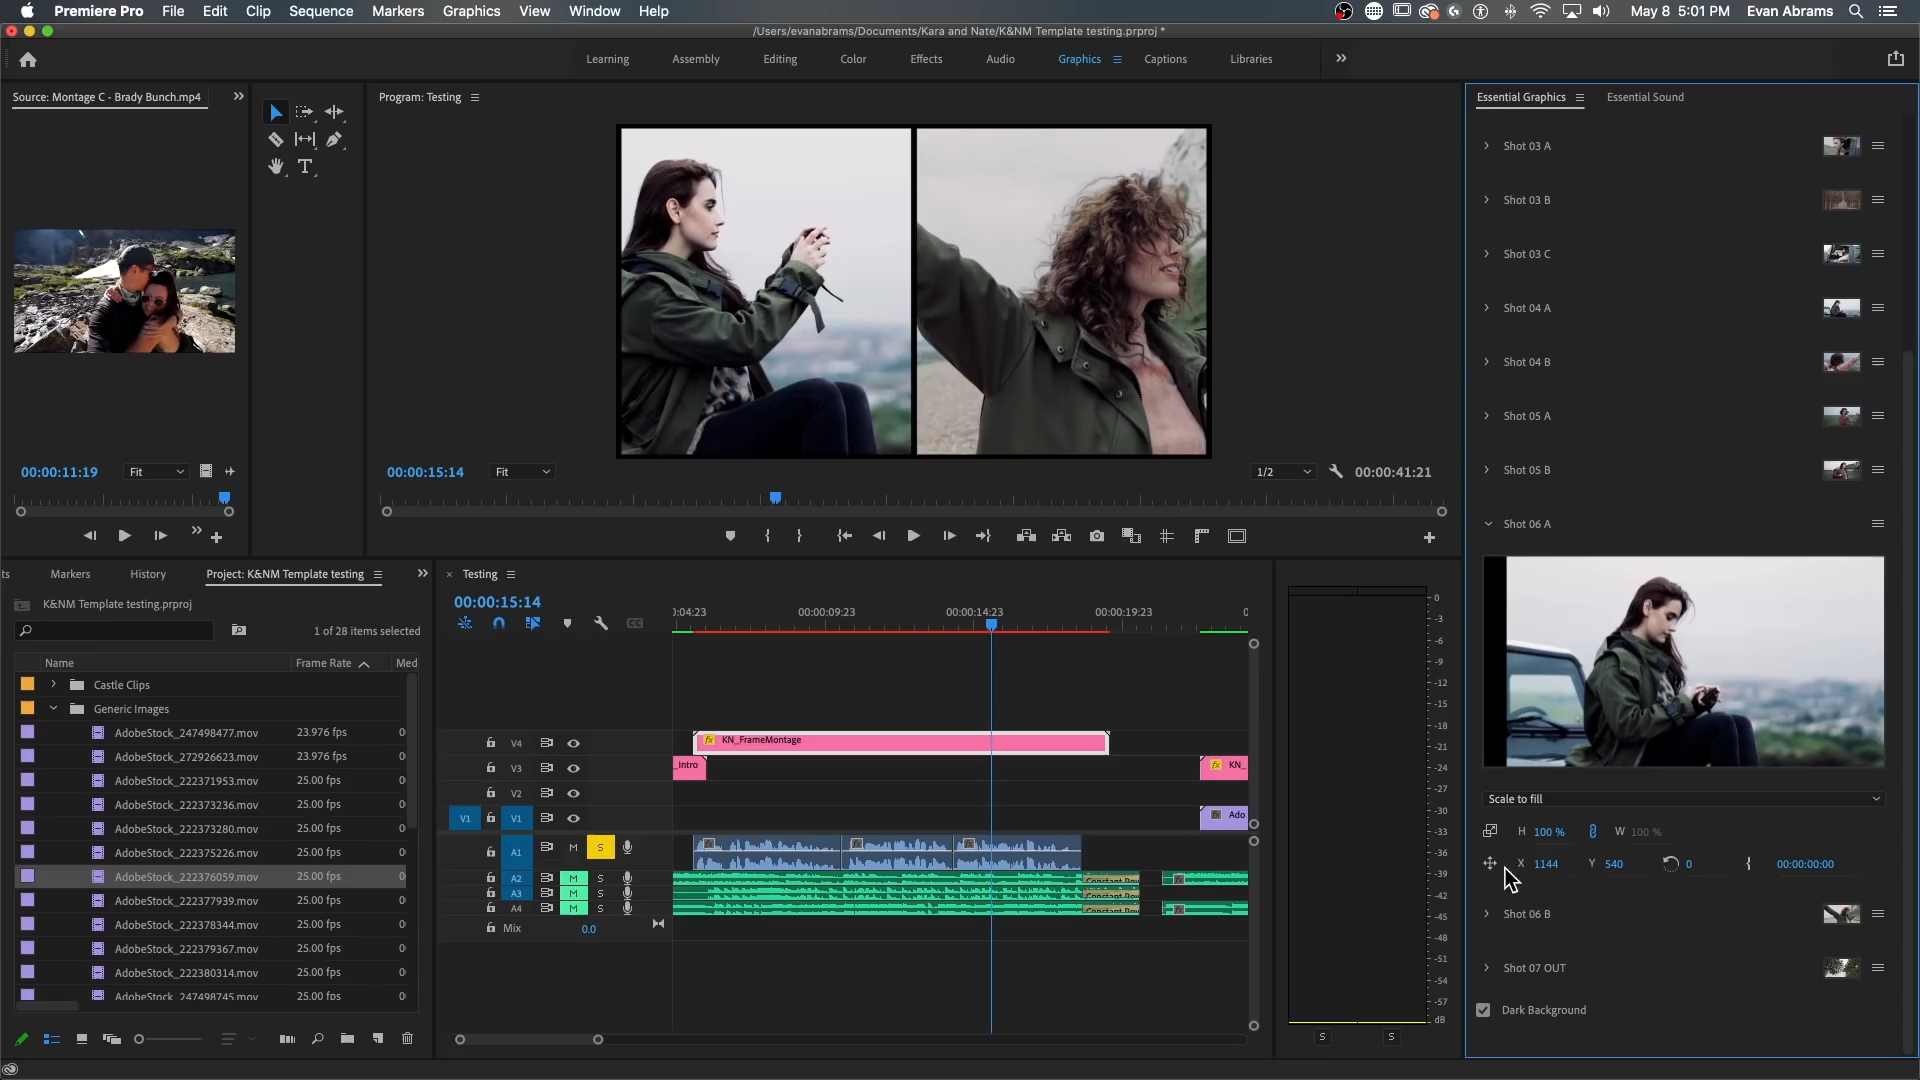 Premiere Pro File Edit Clip Sequence Markers Graphics View Window Help May 8 5:01 PM Evan Abrams
/Users/evanabrams/Documents/Kara and Nate/K&NM Template testing.prproj *
Learning Assembly Editing Color Effects Audio Graphics Captions Libraries
Source: Montage C - Brady Bunch.mp4
Program: Testing
00:00:11:19 Fit
00:00:15:14 Fit 1/2 00:00:41:21
ts Markers History Project: K&NM Template testing
K&NM Template testing.prproj
1 of 28 items selected
Name Frame Rate Med
Castle Clips
Generic Images
AdobeStock_247498477.mov 23.976 fps 0
AdobeStock_272926623.mov 23.976 fps 0
AdobeStock_222371953.mov 25.00 fps 0
AdobeStock_222373236.mov 25.00 fps 0
AdobeStock_222373280.mov 25.00 fps 0
AdobeStock_222375226.mov 25.00 fps 0
AdobeStock_222376059.mov 25.00 fps 0
AdobeStock_222377939.mov 25.00 fps 0
AdobeStock_222378344.mov 25.00 fps 0
AdobeStock_222379367.mov 25.00 fps 0
AdobeStock_222380314.mov 25.00 fps 0
AdobeStock_247498745.mov 25.00 fps 0
× Testing
00:00:15:14
):04:23 00:00:09:23 00:00:14:23 00:00:19:23 0
V4 fx KN_FrameMontage
V3 _Intro fx KN_
V2
V1 V1 Ado
A1 M S
A2 M S Constant Pow
A3 M S Constant Pow
A4 M S Constant Pow
Mix 0.0
0
-3
-6
-9
-12
-15
-18
-21
-24
-27
-30
-33
-36
-39
-42
-45
-48
-51
-54
-57
dB
S S
Essential Graphics Essential Sound
Shot 03 A
Shot 03 B
Shot 03 C
Shot 04 A
Shot 04 B
Shot 05 A
Shot 05 B
Shot 06 A
Scale to fill
H 100 % W 100 %
X 1144 Y 540 0 00:00:00:00
Shot 06 B
Shot 07 OUT
Dark Background